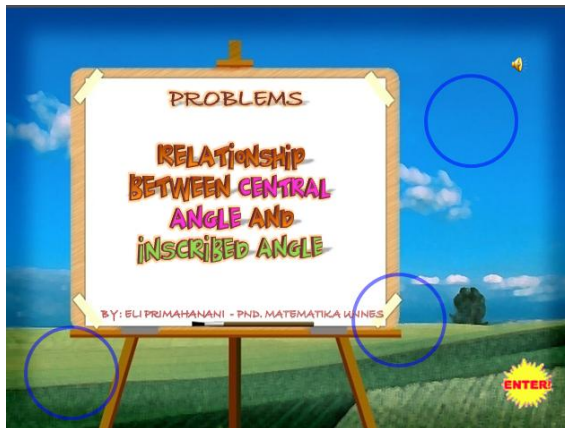 PROBLEMS
RELATiONSHiP
BETWEEN CENTRAL
ANGLE AND
iNSCRiBED ANGLE
BY: ELI PRIMAHANANI - PND. MATEMATIKA UNNES
ENTER!